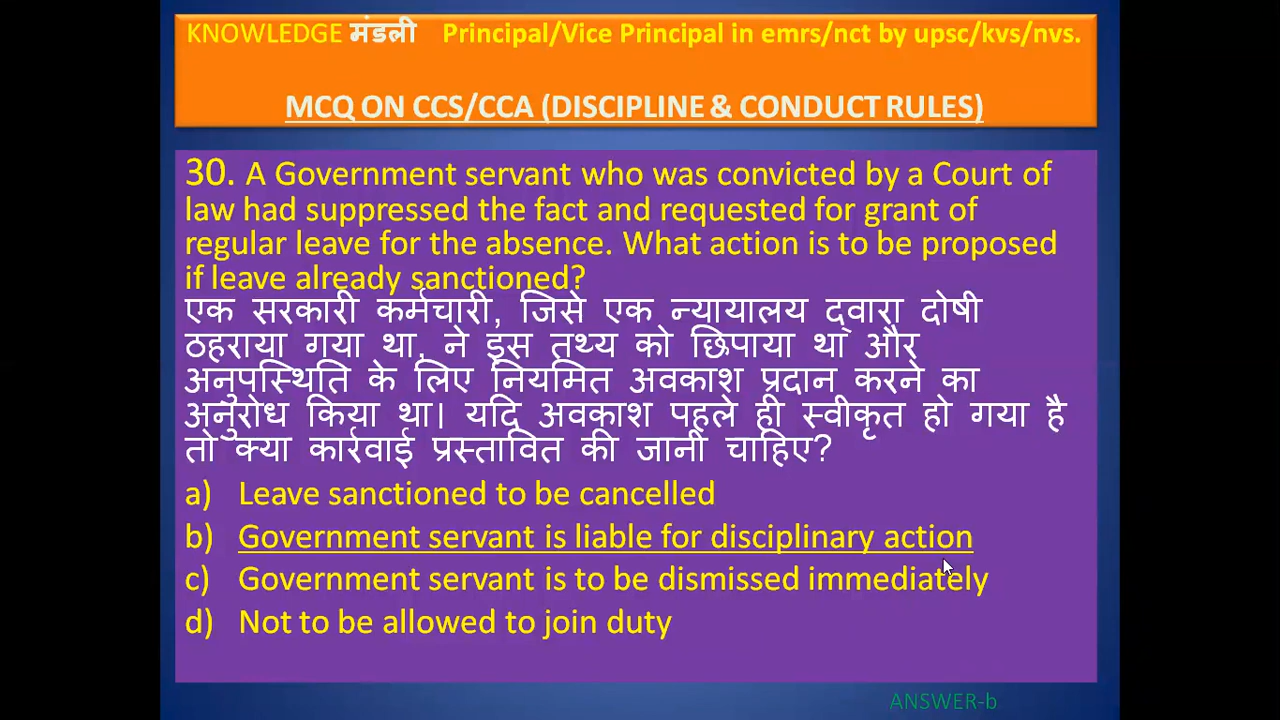 KNOWLEDGE मंडली Principal/Vice Principal in emrs/nct by upsc/kvs/nvs.
MCQ ON CCS/CCA (DISCIPLINE & CONDUCT RULES)
30. A Government servant who was convicted by a Court of
law had suppressed the fact and requested for grant of
regular leave for the absence. What action is to be proposed
if leave already sanctioned?
एक सरकारी कर्मचारी, जिसे एक न्यायालय द्वारा दोषी
ठहराया गया था, ने इस तथ्य को छिपाया था और
अनुपस्थिति के लिए नियमित अवकाश प्रदान करने का
अनुरोध किया था। यदि अवकाश पहले ही स्वीकृत हो गया है
तो क्या कार्रवाई प्रस्तावित की जानी चाहिए?
a) Leave sanctioned to be cancelled
b) Government servant is liable for disciplinary action
c) Government servant is to be dismissed immediately
d) Not to be allowed to join duty
ANSWER-b